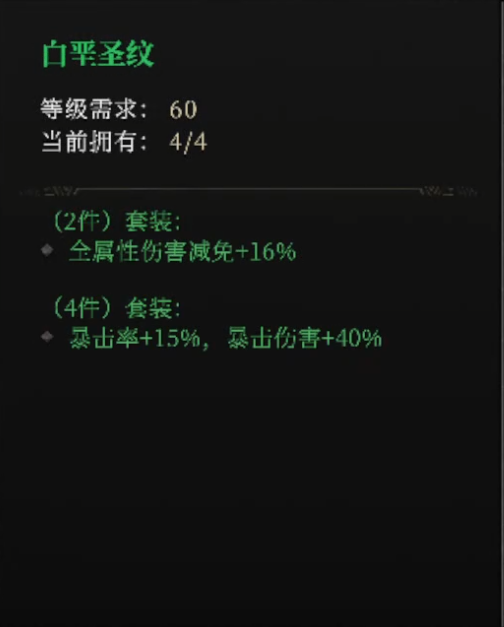 白垩圣纹
等级需求： 60
当前拥有： 4/4
（2件）套装：
全属性伤害减免+16%
（4件）套装：
暴击率+15%，暴击伤害+40%